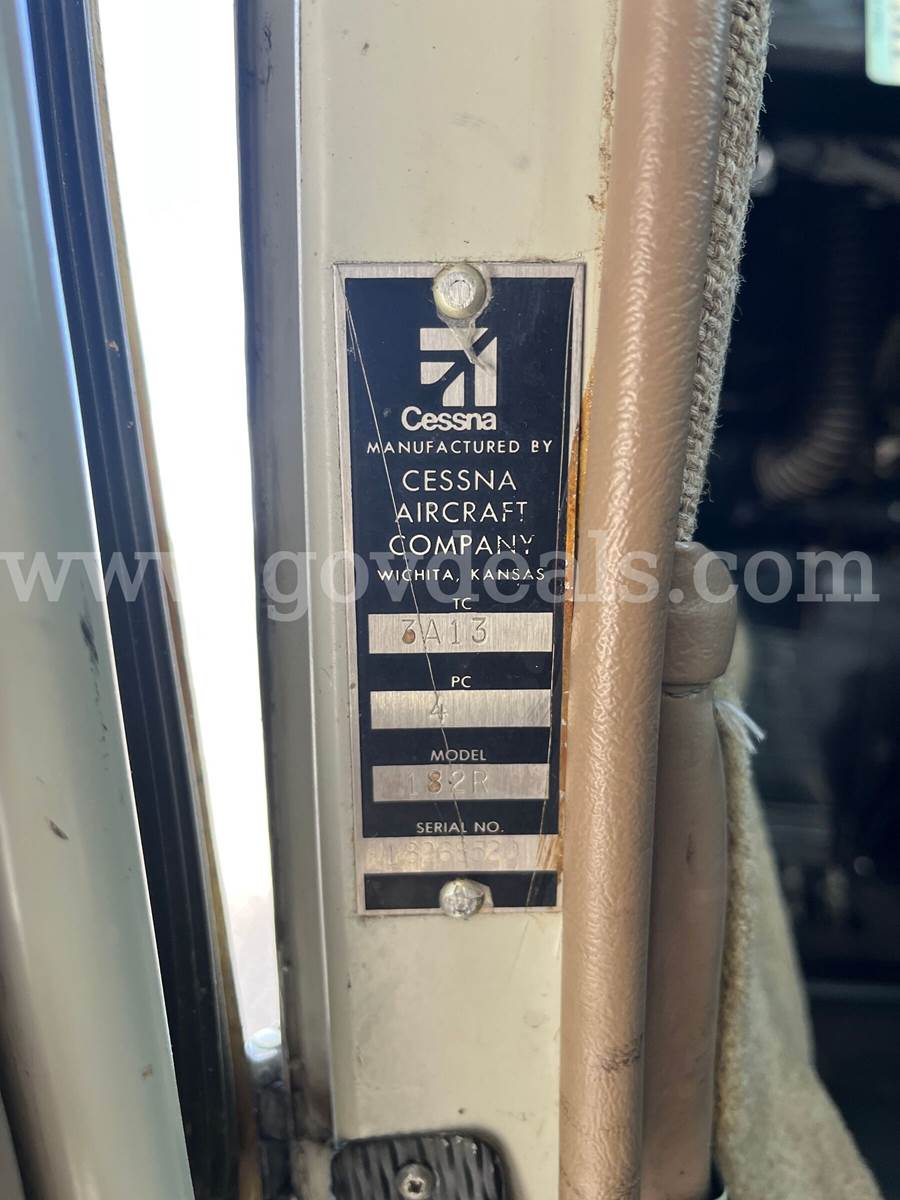 Cessna
MANUFACTURED BY
CESSNA
AIRCRAFT
COMPANY
www.govdeals.com
WICHITA, KANSAS
TC
3A13
PC
4
MODEL
182R
SERIAL NO.